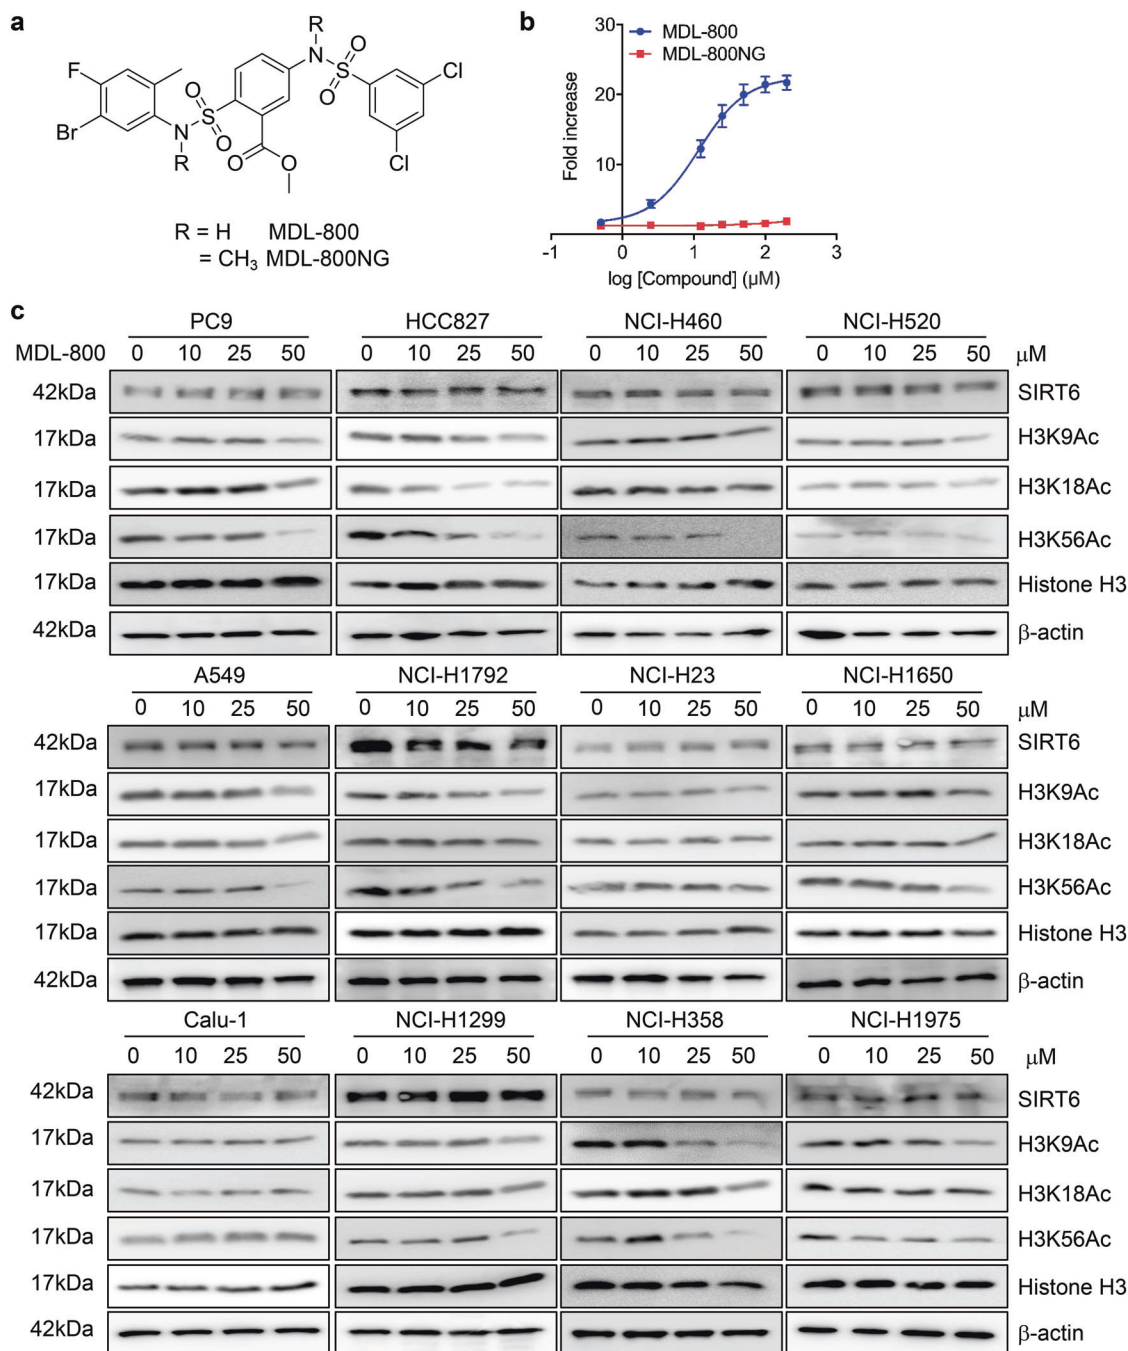 a
R
N
S
O
O
Cl
Cl
F
Br
N
R
S
O
O
O
O
R = H MDL-800
= CH₃ MDL-800NG
b
MDL-800
MDL-800NG
Fold increase
30
20
10
-1 0 1 2 3
log [Compound] (µM)
c
PC9 HCC827 NCI-H460 NCI-H520
MDL-800 0 10 25 50 0 10 25 50 0 10 25 50 0 10 25 50 µM
42kDa SIRT6
17kDa H3K9Ac
17kDa H3K18Ac
17kDa H3K56Ac
17kDa Histone H3
42kDa β-actin
A549 NCI-H1792 NCI-H23 NCI-H1650
0 10 25 50 0 10 25 50 0 10 25 50 0 10 25 50 µM
42kDa SIRT6
17kDa H3K9Ac
17kDa H3K18Ac
17kDa H3K56Ac
17kDa Histone H3
42kDa β-actin
Calu-1 NCI-H1299 NCI-H358 NCI-H1975
0 10 25 50 0 10 25 50 0 10 25 50 0 10 25 50 µM
42kDa SIRT6
17kDa H3K9Ac
17kDa H3K18Ac
17kDa H3K56Ac
17kDa Histone H3
42kDa β-actin